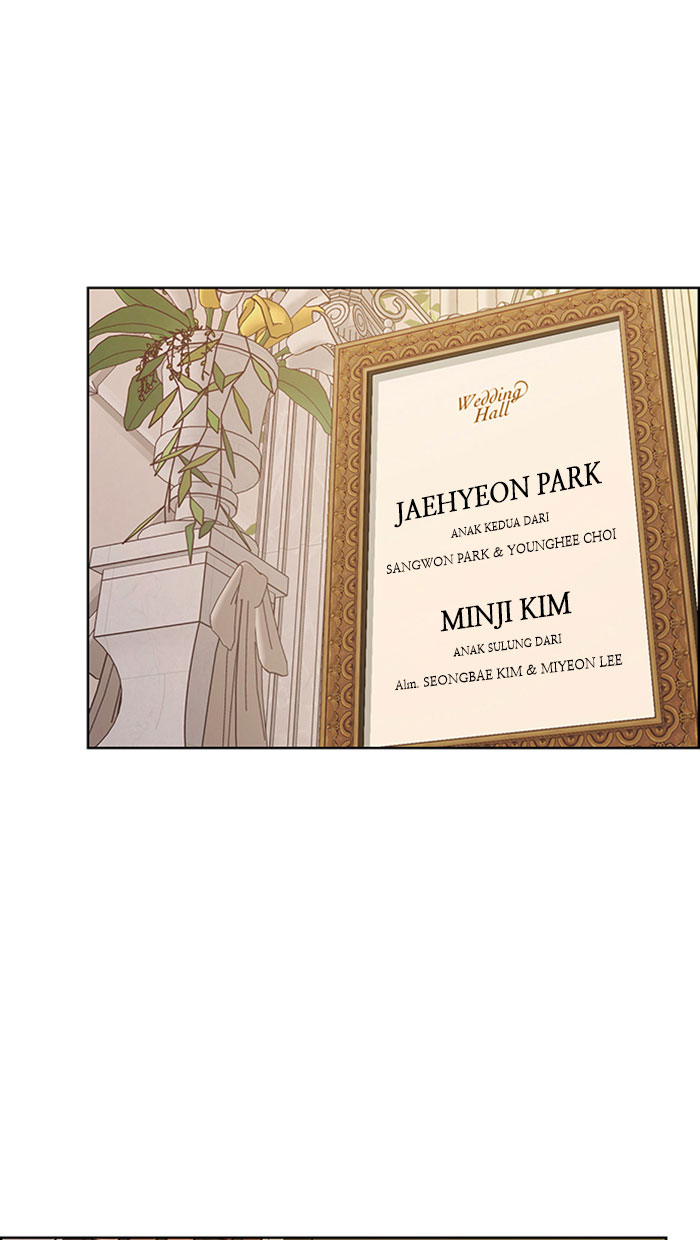 Wedding
Hall
JAEHYEON PARK
ANAK KEDUA DARI
SANGWON PARK & YOUNGHEE CHOI
MINJI KIM
ANAK SULUNG DARI
Alm. SEONGBAE KIM & MIYEON LEE